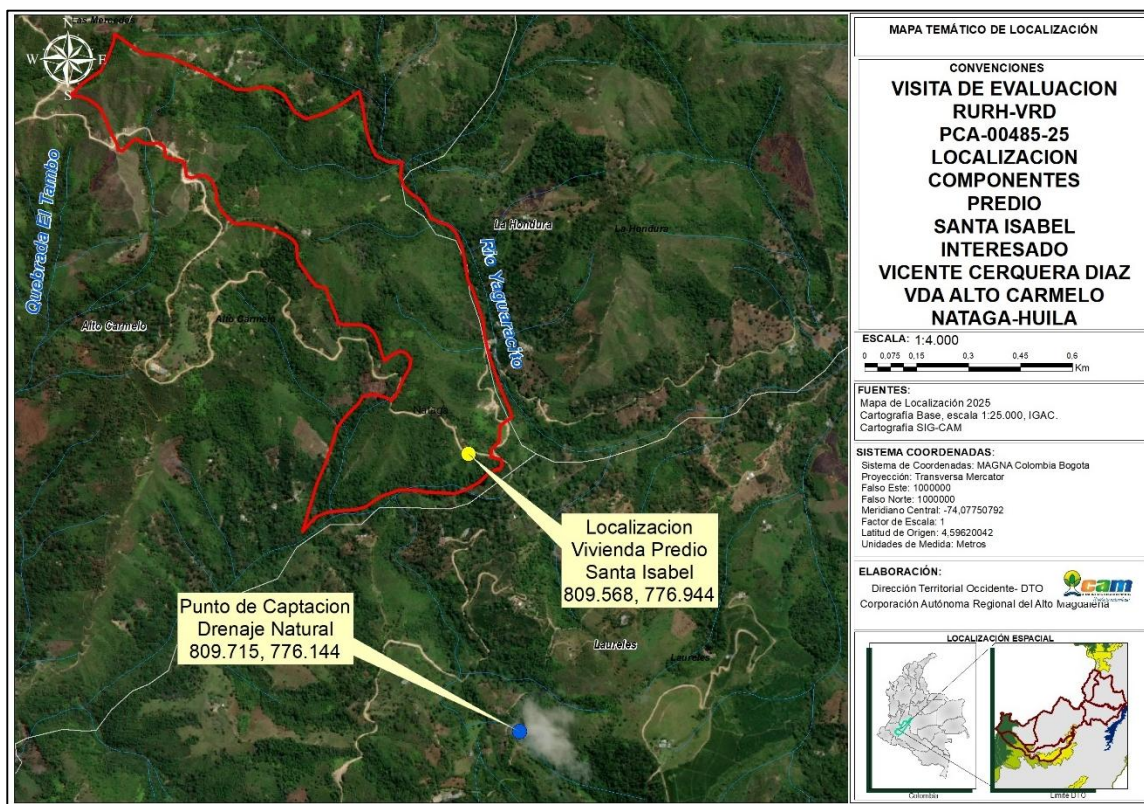 Las Mercedes
N
W E
S
Quebrada El Tambo
Alto Carmelo
Alto Carmelo
La Hondura
La Hondura
Río Yaguaracito
Nataga
Localizacion
Vivienda Predio
Santa Isabel
809.568, 776.944
Punto de Captacion
Drenaje Natural
809.715, 776.144
Laureles
Laureles
MAPA TEMÁTICO DE LOCALIZACIÓN
CONVENCIONES
VISITA DE EVALUACION
RURH-VRD
PCA-00485-25
LOCALIZACION
COMPONENTES
PREDIO
SANTA ISABEL
INTERESADO
VICENTE CERQUERA DIAZ
VDA ALTO CARMELO
NATAGA-HUILA
ESCALA: 1:4.000
0 0,075 0,15 0,3 0,45 0,6
Km
FUENTES:
Mapa de Localización 2025
Cartografía Base, escala 1:25.000, IGAC.
Cartografía SIG-CAM
SISTEMA COORDENADAS:
Sistema de Coordenadas: MAGNA Colombia Bogota
Proyección: Transversa Mercator
Falso Este: 1000000
Falso Norte: 1000000
Meridiano Central: -74,07750792
Factor de Escala: 1
Latitud de Origen: 4,59620042
Unidades de Medida: Metros
ELABORACIÓN:
Dirección Territorial Occidente- DTO
Corporación Autónoma Regional del Alto Magdalena
cam
LOCALIZACIÓN ESPACIAL
Colombia
Limite DTO